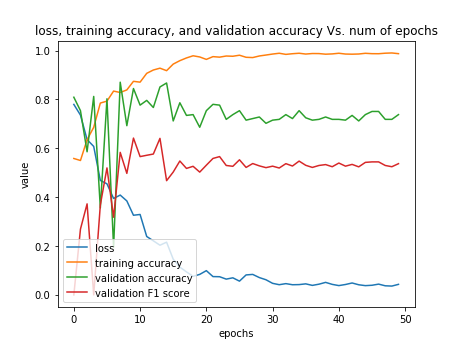 loss, training accuracy, and validation accuracy Vs. num of epochs
1.0
0.8
0.6
0.4
0.2
0.0
value
loss
training accuracy
validation accuracy
validation F1 score
0 10 20 30 40 50
epochs